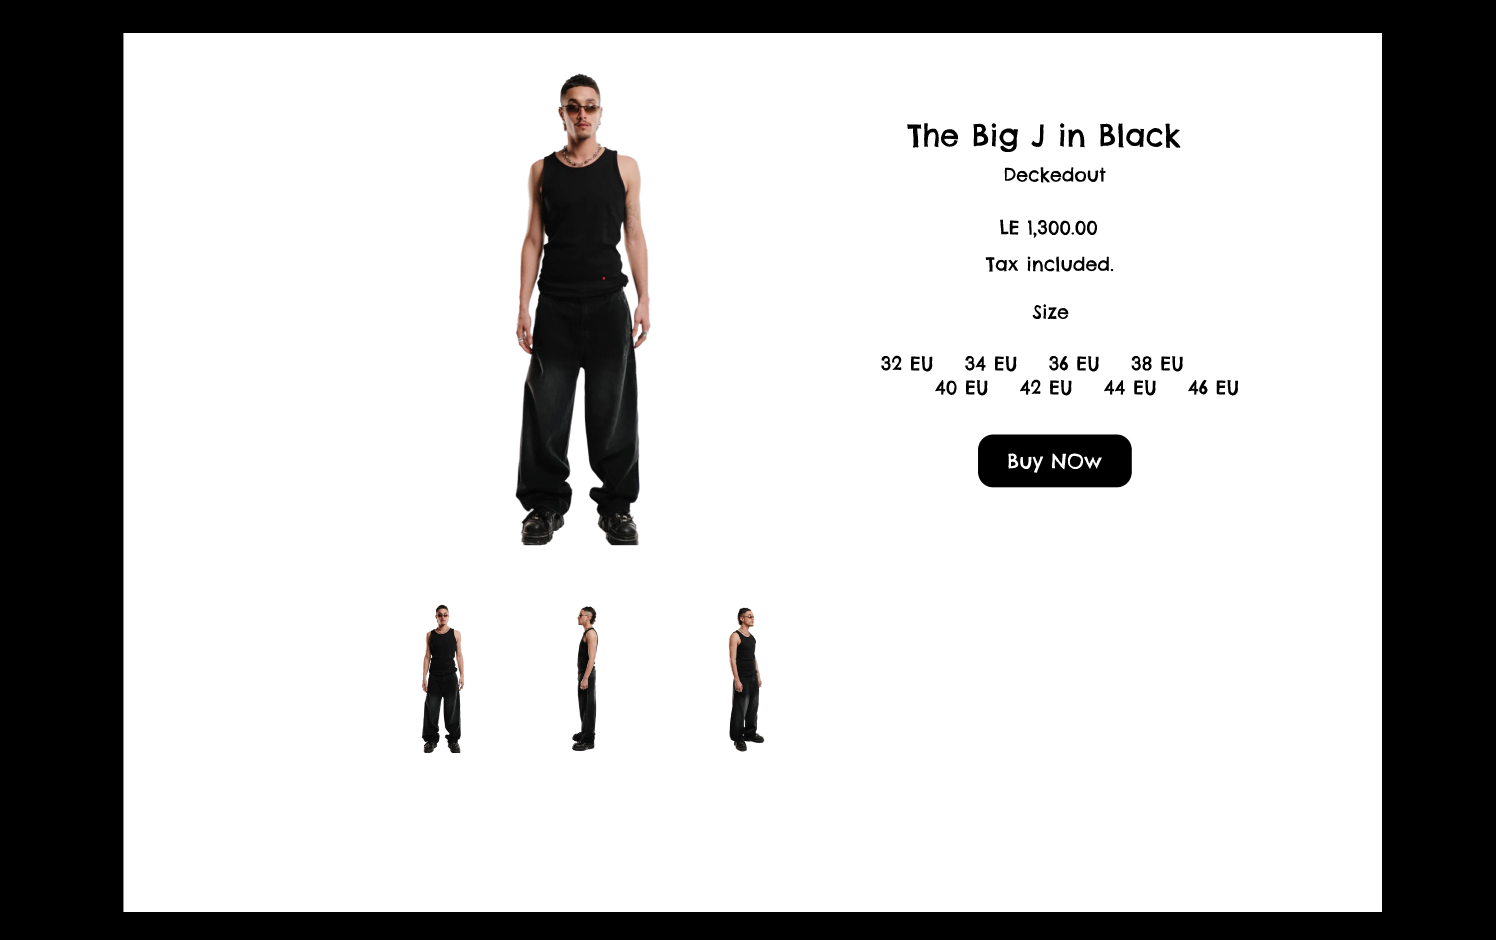 The Big J in Black
Deckedout
LE 1,300.00
Tax included.
Size
32 EU 34 EU 36 EU 38 EU
40 EU 42 EU 44 EU 46 EU
Buy NOw